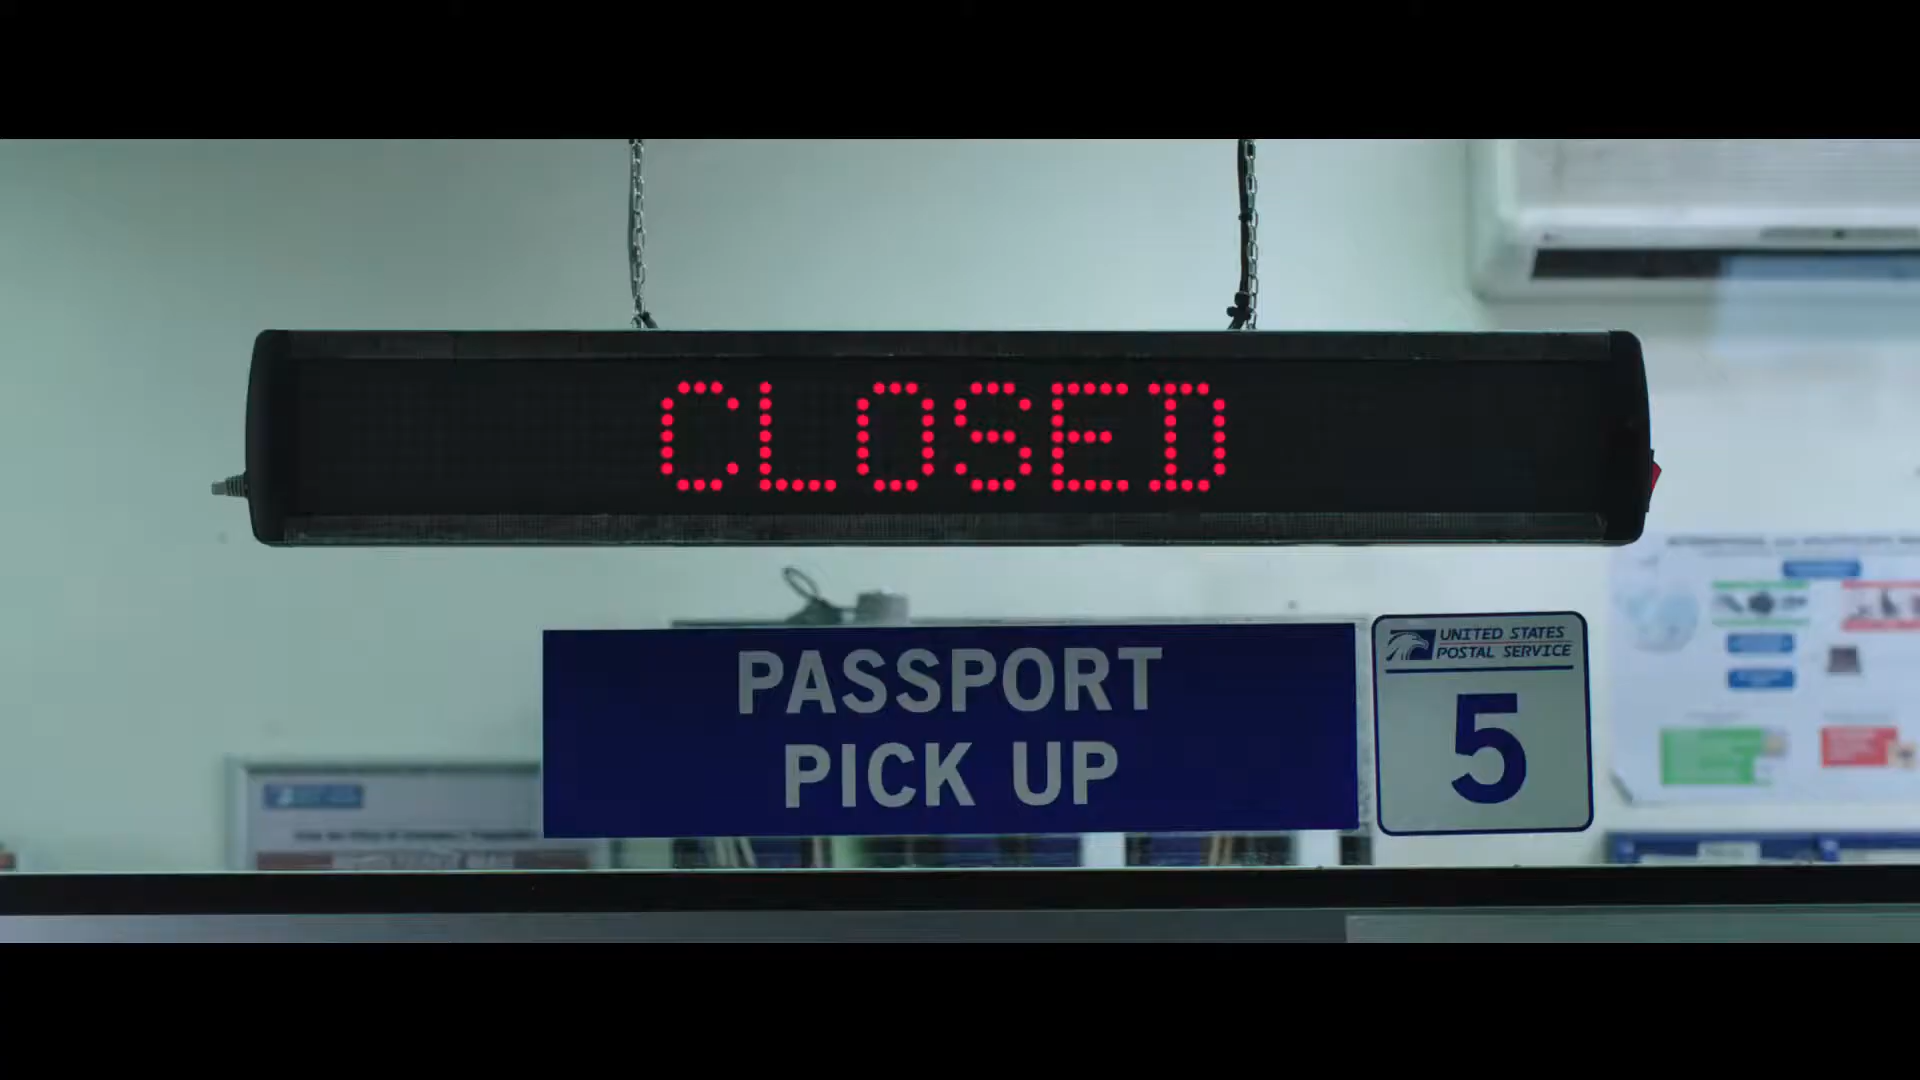 CLOSED
PASSPORT
PICK UP
UNITED STATES
POSTAL SERVICE
5